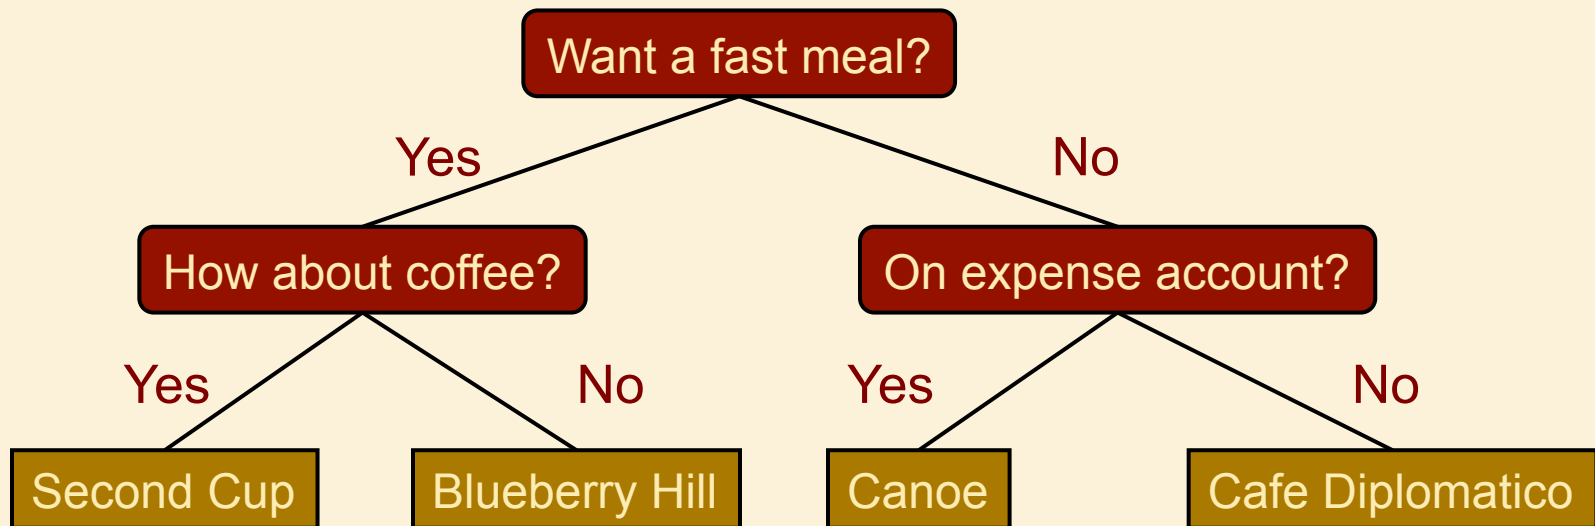 Want a fast meal?
Yes
No
How about coffee?
On expense account?
Yes
No
Yes
No
Second Cup
Blueberry Hill
Canoe
Cafe Diplomatico